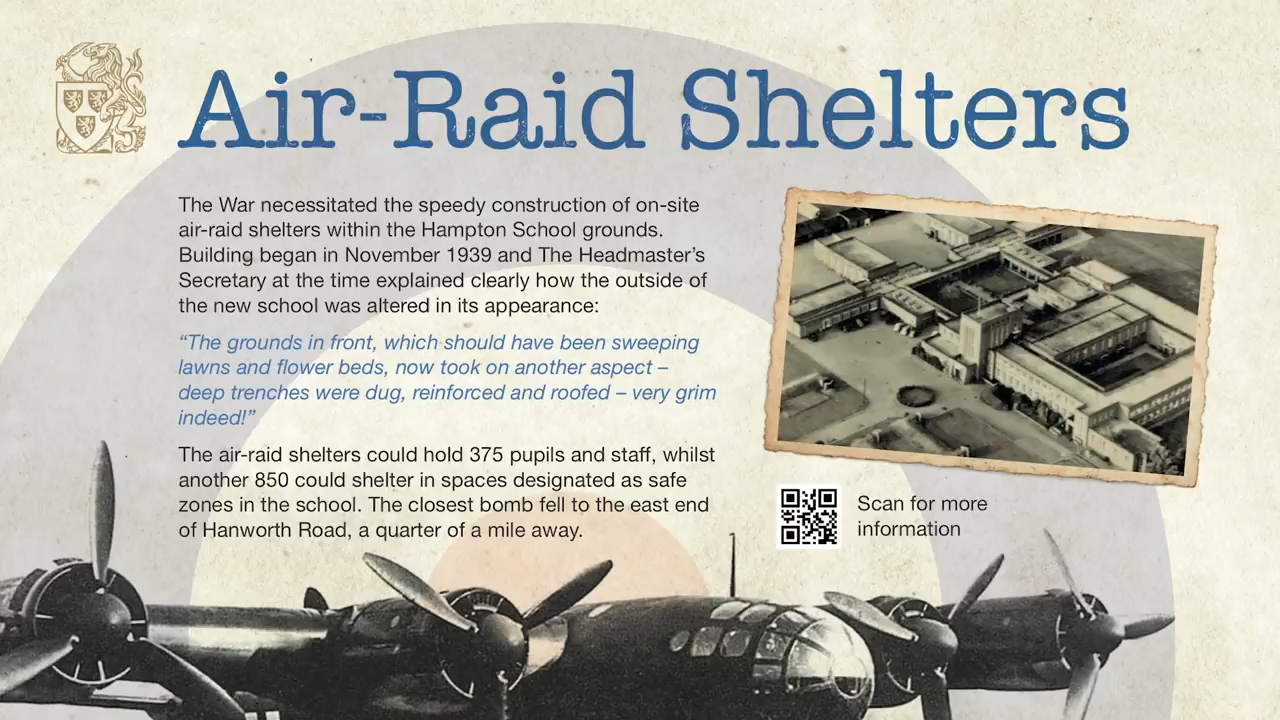 Air-Raid Shelters
The War necessitated the speedy construction of on-site
air-raid shelters within the Hampton School grounds.
Building began in November 1939 and The Headmaster’s
Secretary at the time explained clearly how the outside of
the new school was altered in its appearance:
“The grounds in front, which should have been sweeping
lawns and flower beds, now took on another aspect –
deep trenches were dug, reinforced and roofed – very grim
indeed!”
The air-raid shelters could hold 375 pupils and staff, whilst
another 850 could shelter in spaces designated as safe
zones in the school. The closest bomb fell to the east end
of Hanworth Road, a quarter of a mile away.
Scan for more
information